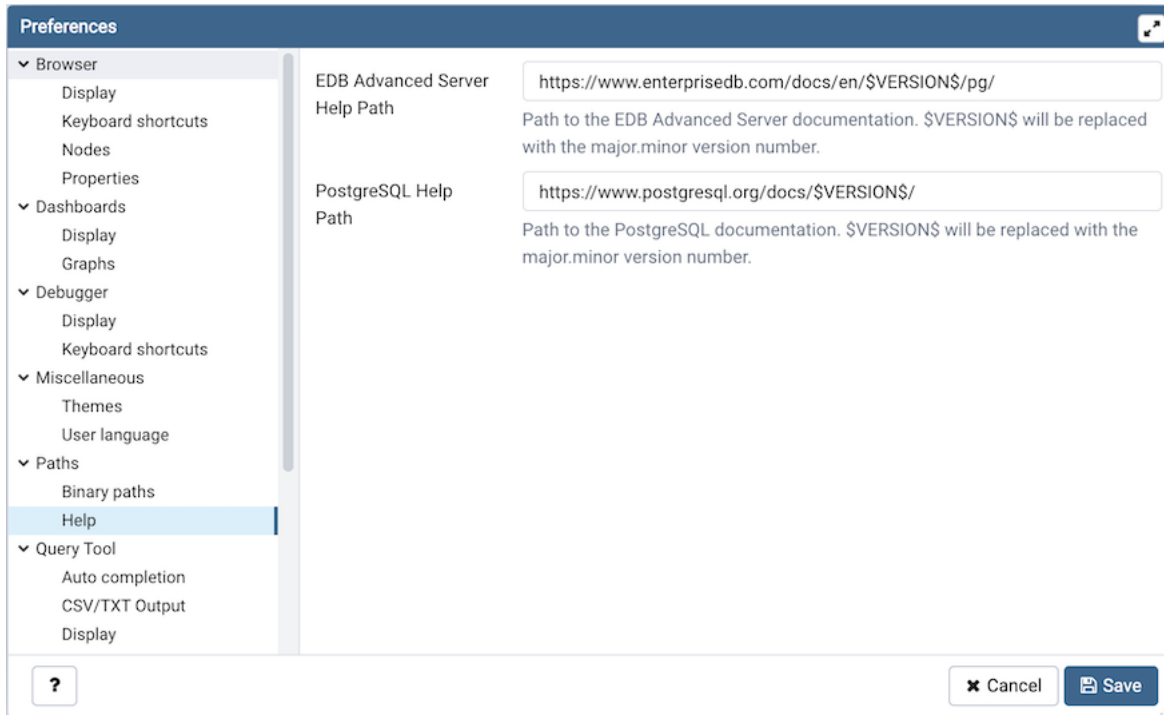 Preferences
Browser
Display
Keyboard shortcuts
Nodes
Properties
Dashboards
Display
Graphs
Debugger
Display
Keyboard shortcuts
Miscellaneous
Themes
User language
Paths
Binary paths
Help
Query Tool
Auto completion
CSV/TXT Output
Display
EDB Advanced Server
Help Path
https://www.enterprisedb.com/docs/en/$VERSION$/pg/
Path to the EDB Advanced Server documentation. $VERSION$ will be replaced
with the major.minor version number.
PostgreSQL Help
Path
https://www.postgresql.org/docs/$VERSION$/
Path to the PostgreSQL documentation. $VERSION$ will be replaced with the
major.minor version number.
?
Cancel
Save